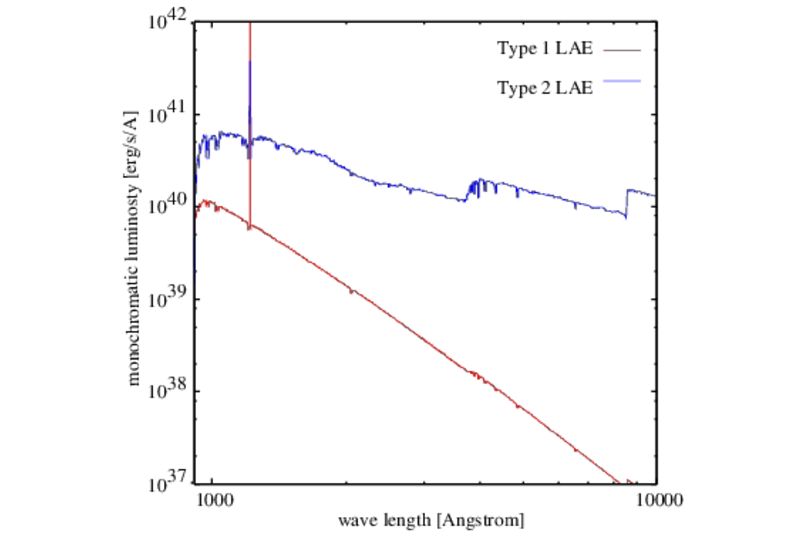 10^42
Type 1 LAE
Type 2 LAE
10^41
10^40
10^39
10^38
10^37
monochromatic luminosty [erg/s/A]
1000
10000
wave length [Angstrom]